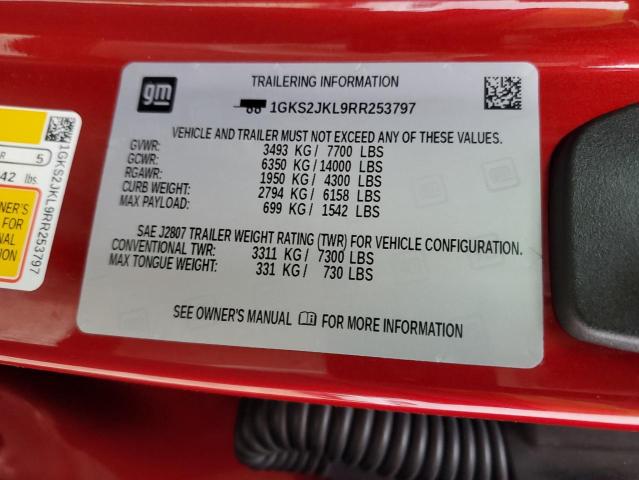 gm
TRAILERING INFORMATION
1GKS2JKL9RR253797
VEHICLE AND TRAILER MUST NOT EXCEED ANY OF THESE VALUES.
GVWR: 3493 KG / 7700 LBS
GCWR: 6350 KG / 14000 LBS
RGAWR: 1950 KG / 4300 LBS
CURB WEIGHT: 2794 KG / 6158 LBS
MAX PAYLOAD: 699 KG / 1542 LBS
SAE J2807 TRAILER WEIGHT RATING (TWR) FOR VEHICLE CONFIGURATION.
CONVENTIONAL TWR: 3311 KG / 7300 LBS
MAX TONGUE WEIGHT: 331 KG / 730 LBS
SEE OWNER'S MANUAL FOR MORE INFORMATION
R 5
42 lbs.
NER'S
FOR
NAL
TION
1GKS2JKL9RR253797